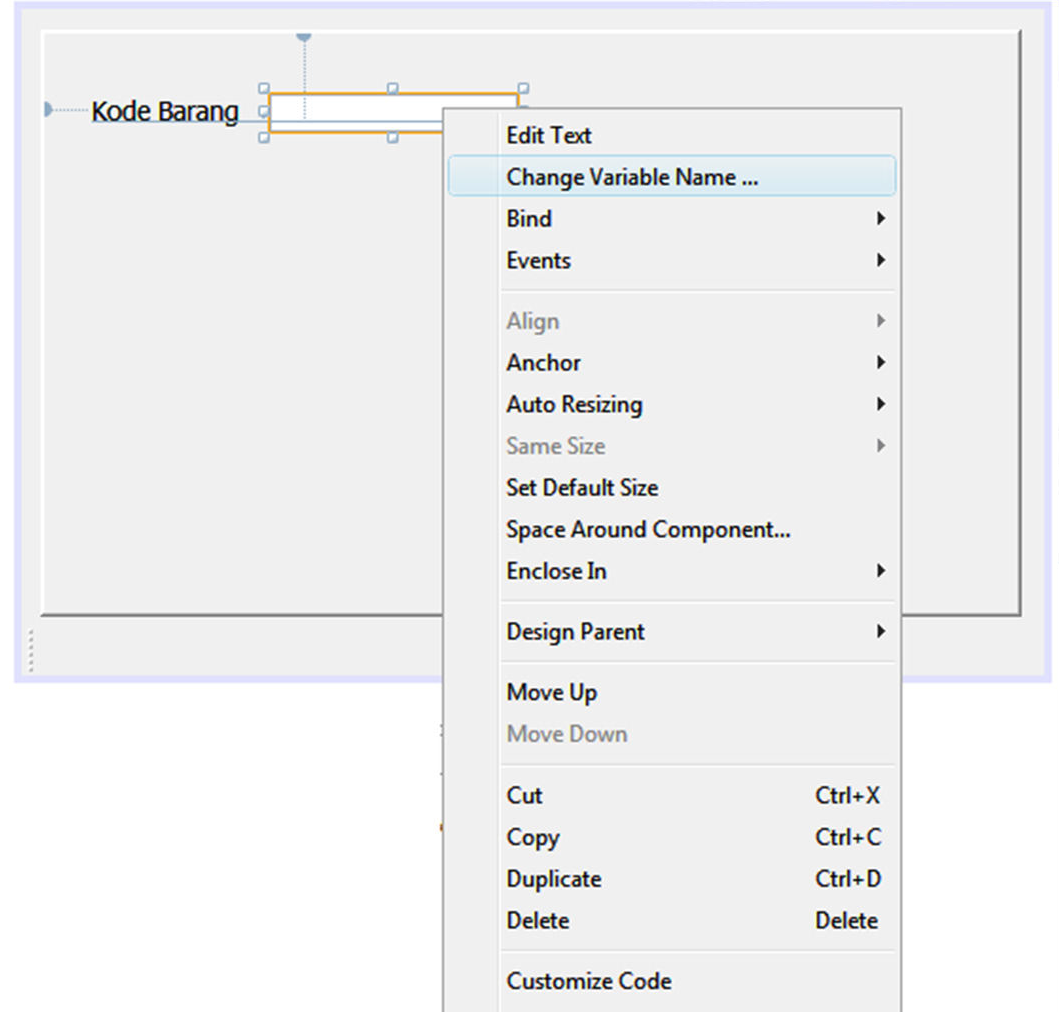 Kode Barang
Edit Text
Change Variable Name ...
Bind
Events
Align
Anchor
Auto Resizing
Same Size
Set Default Size
Space Around Component...
Enclose In
Design Parent
Move Up
Move Down
Cut Ctrl+X
Copy Ctrl+C
Duplicate Ctrl+D
Delete Delete
Customize Code